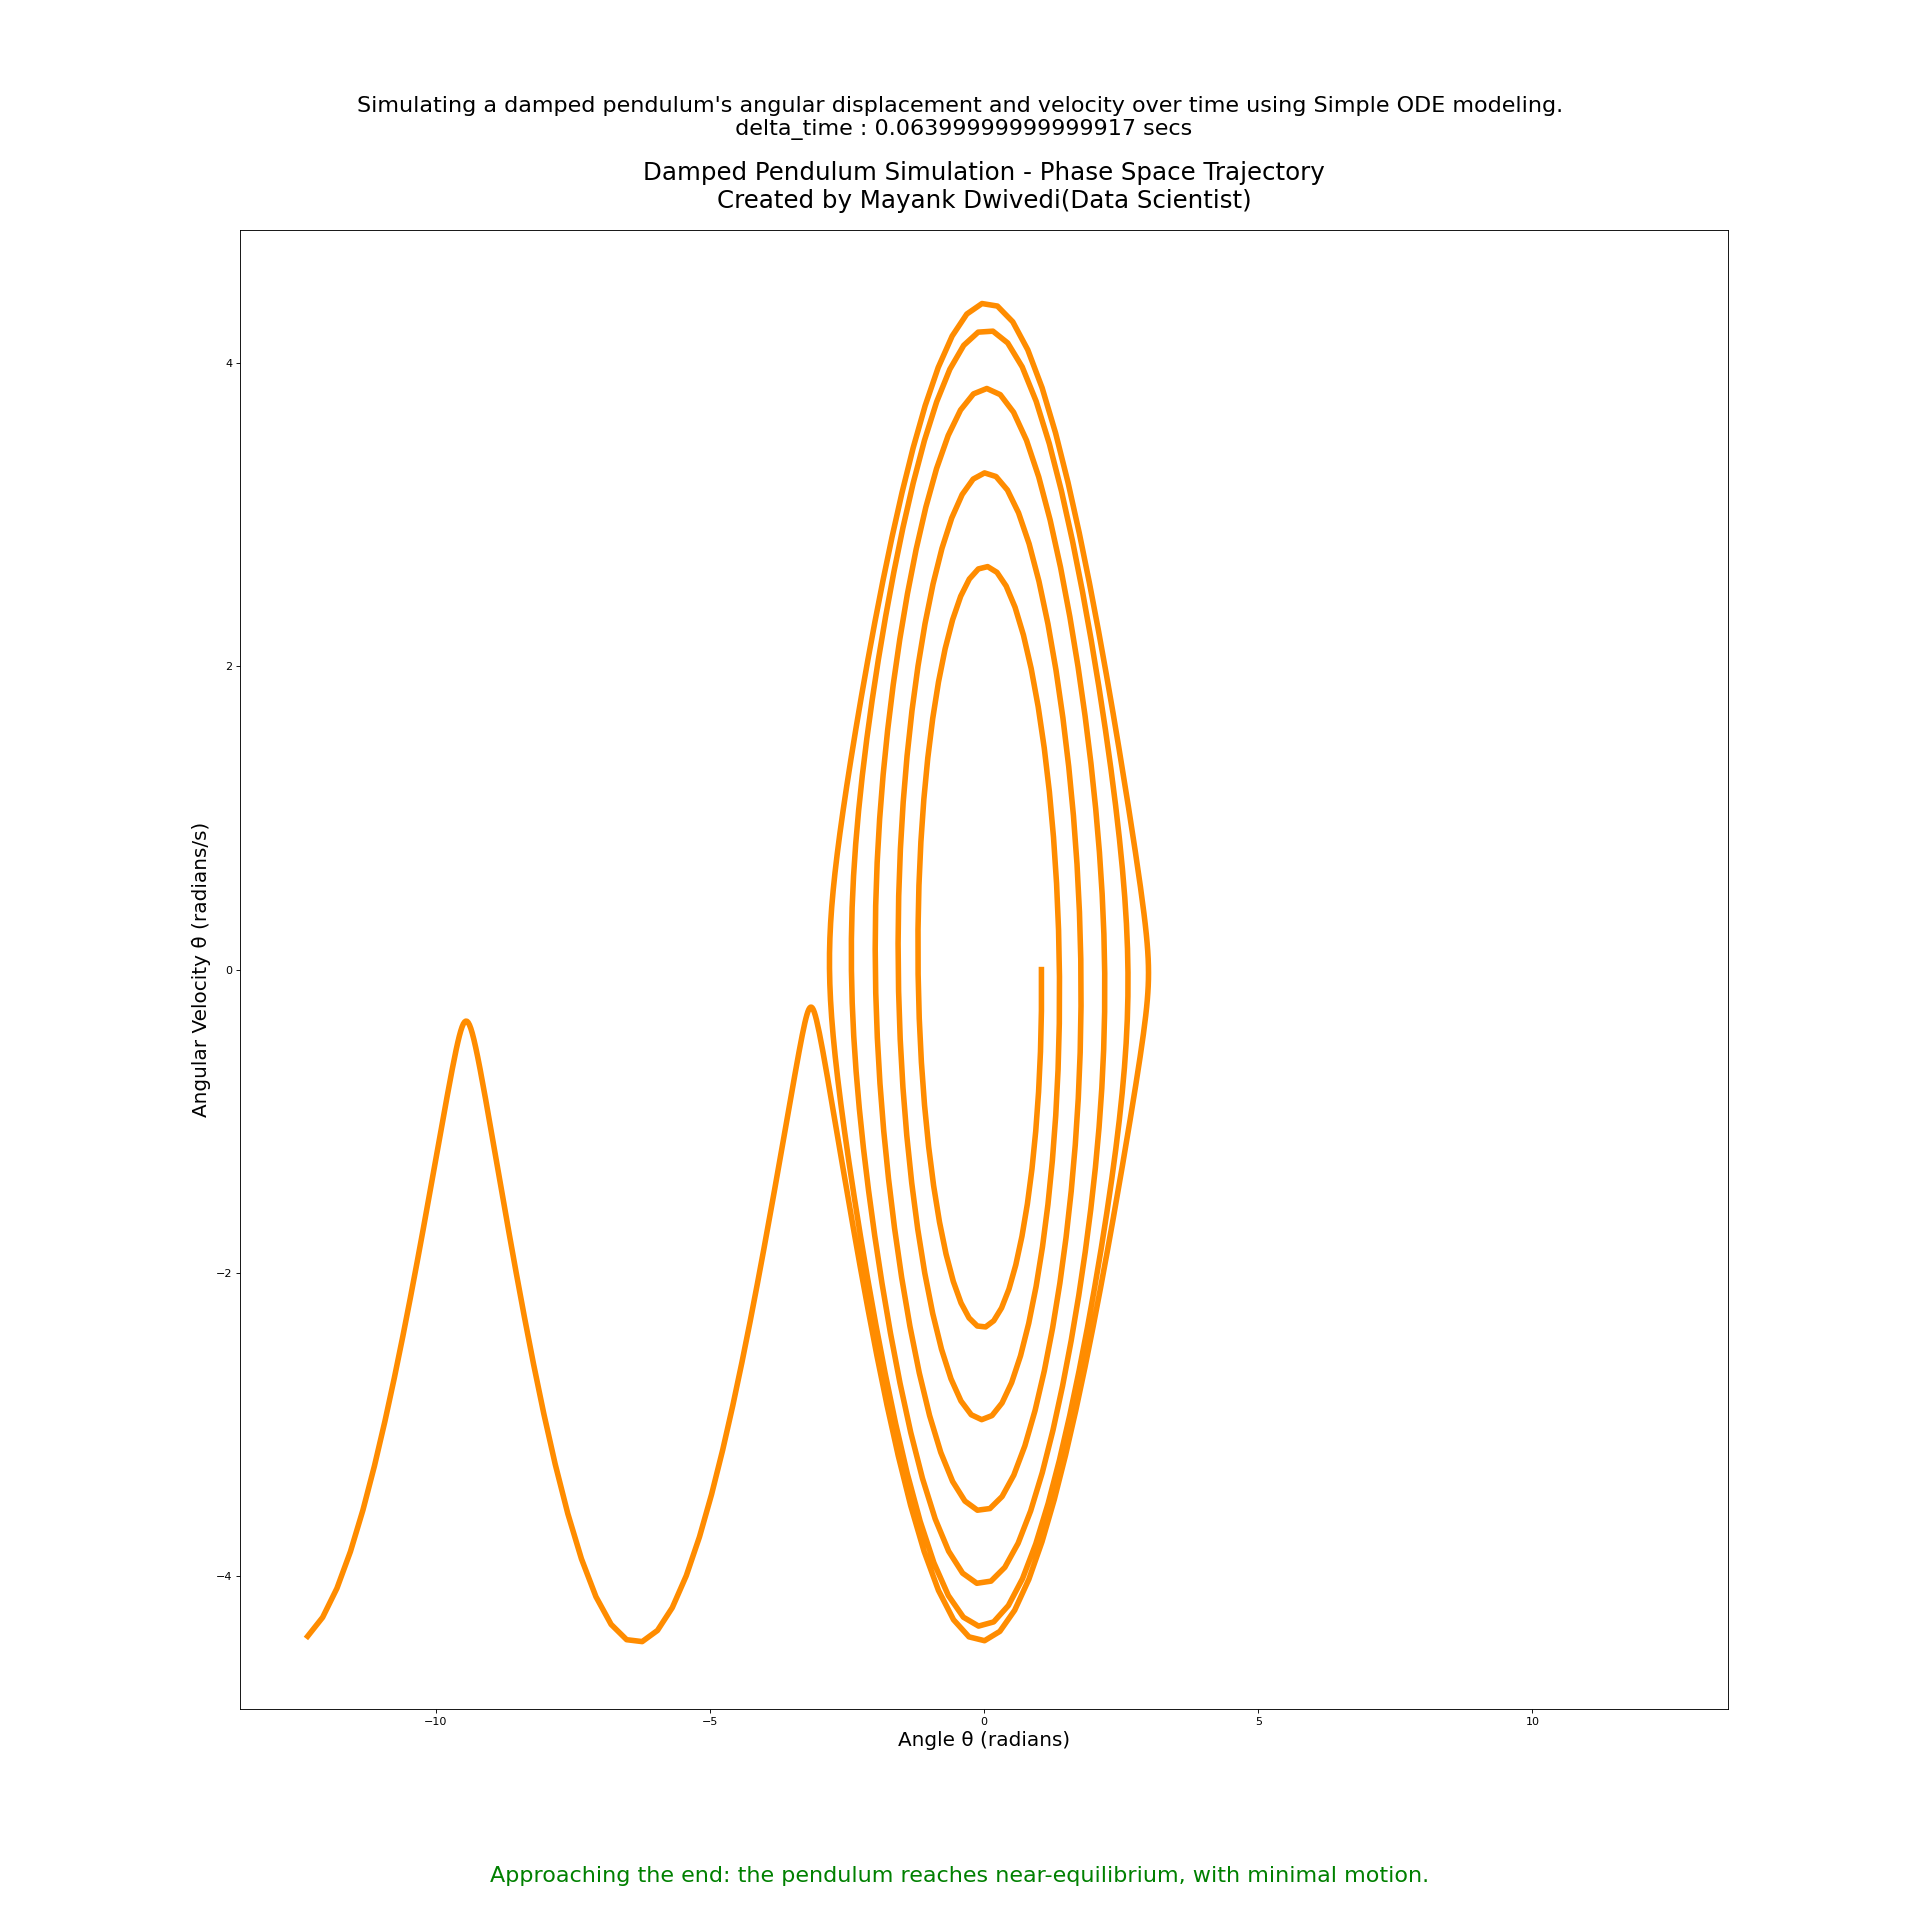 Simulating a damped pendulum's angular displacement and velocity over time using Simple ODE modeling.
delta_time : 0.06399999999999917 secs
Damped Pendulum Simulation - Phase Space Trajectory
Created by Mayank Dwivedi(Data Scientist)
Angular Velocity θ (radians/s)
4
2
0
−2
−4
−10
−5
0
5
10
Angle θ (radians)
Approaching the end: the pendulum reaches near-equilibrium, with minimal motion.